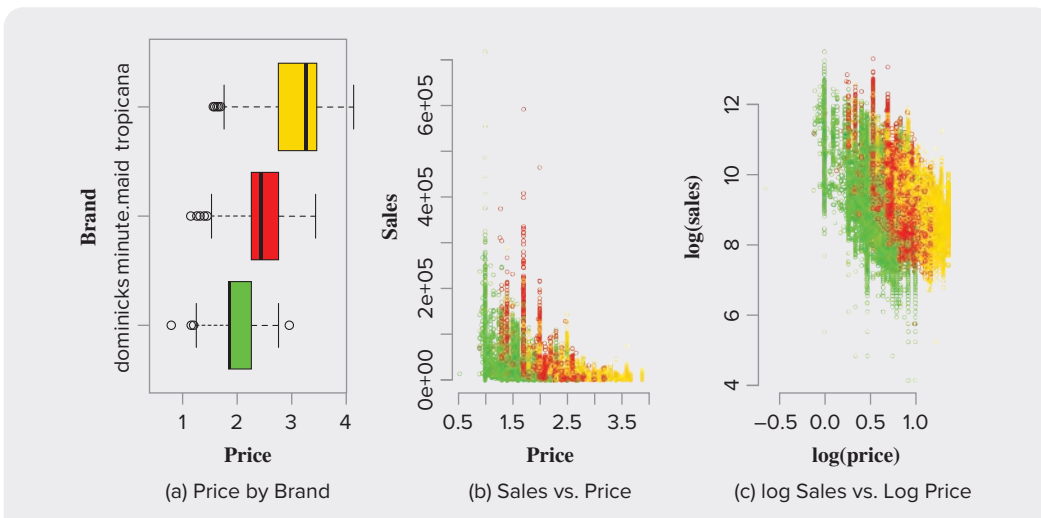 Brand
dominicks minute.maid tropicana
1 2 3 4
Price
(a) Price by Brand
Sales
0e+00 2e+05 4e+05 6e+05
0.5 1.5 2.5 3.5
Price
(b) Sales vs. Price
log(sales)
4 6 8 10 12
−0.5 0.0 0.5 1.0
log(price)
(c) log Sales vs. Log Price